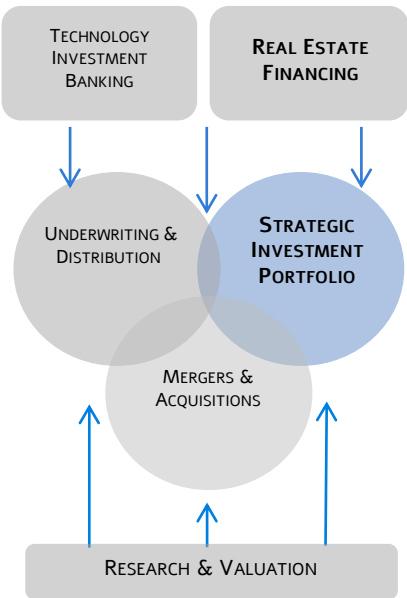 TECHNOLOGY
INVESTMENT
BANKING
REAL ESTATE
FINANCING
UNDERWRITING &
DISTRIBUTION
STRATEGIC
INVESTMENT
PORTFOLIO
MERGERS &
ACQUISITIONS
RESEARCH & VALUATION